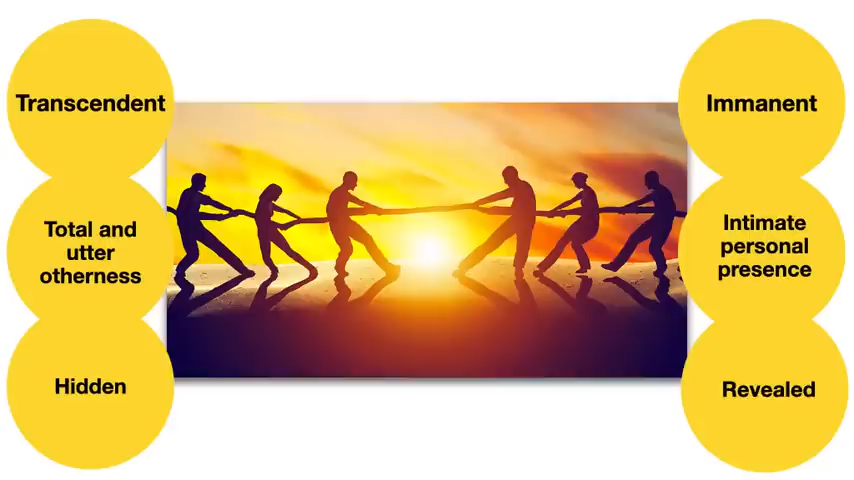 Transcendent
Total and
utter
otherness
Hidden
Immanent
Intimate
personal
presence
Revealed